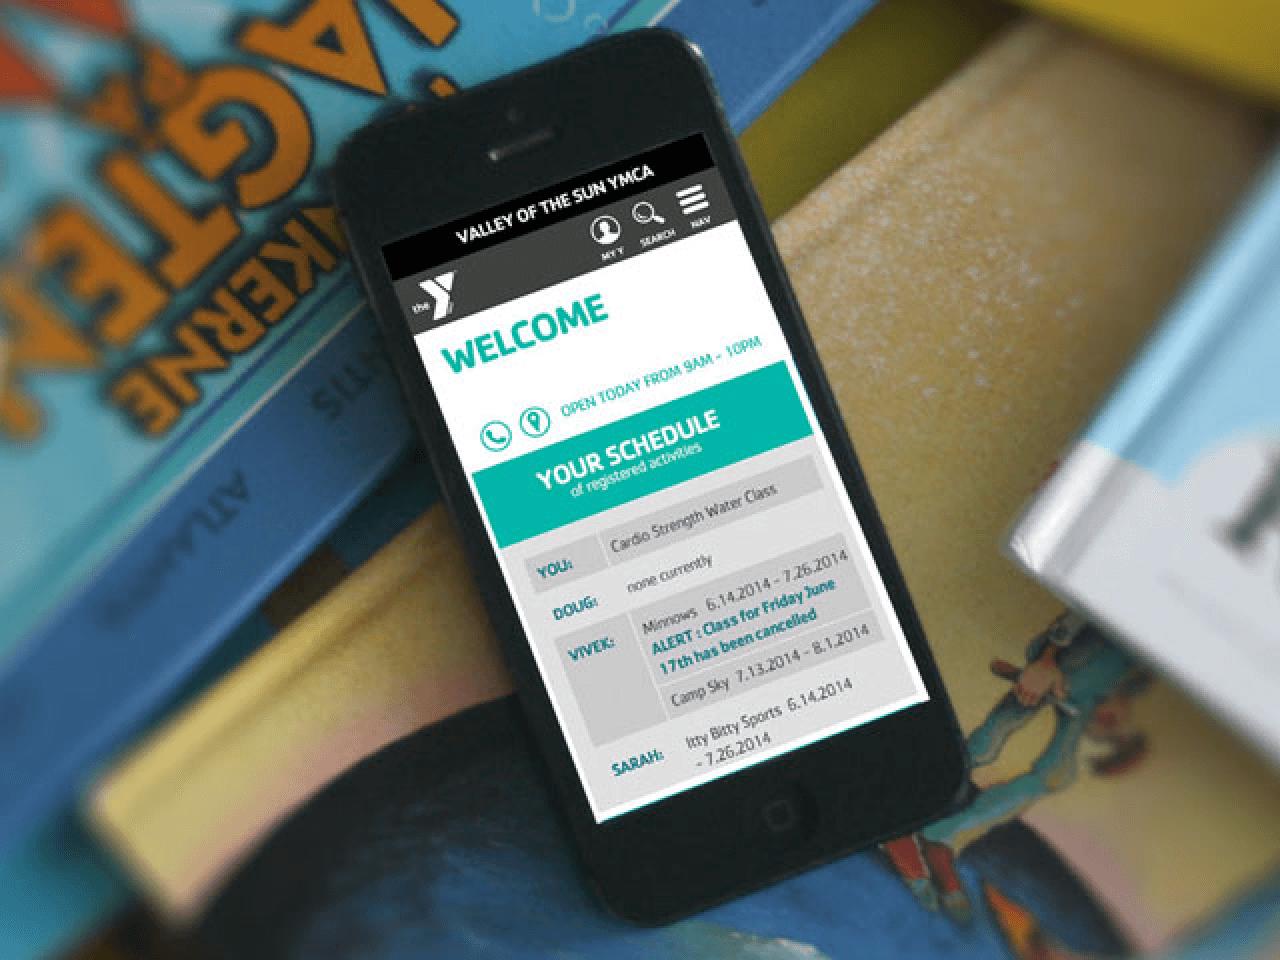 VALLEY OF THE SUN YMCA
the Y
MY Y
SEARCH
NAV
WELCOME
OPEN TODAY FROM 9AM - 10PM
YOUR SCHEDULE
of registered activities
YOU: Cardio Strength Water Class
DOUG: none currently
VIVEK: Minnows 6.14.2014 - 7.26.2014
ALERT : Class for Friday June
17th has been cancelled
Camp Sky 7.13.2014 - 8.1.2014
SARAH: Itty Bitty Sports 6.14.2014
- 7.26.2014